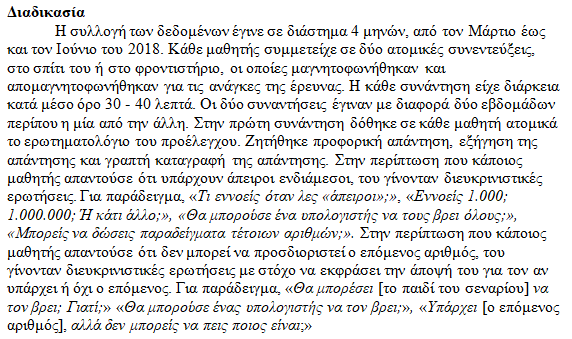 Διαδικασία
Η συλλογή των δεδομένων έγινε σε διάστημα 4 μηνών, από τον Μάρτιο έως
και τον Ιούνιο του 2018. Κάθε μαθητής συμμετείχε σε δύο ατομικές συνεντεύξεις,
στο σπίτι του ή στο φροντιστήριο, οι οποίες μαγνητοφωνήθηκαν και
απομαγνητοφωνήθηκαν για τις ανάγκες της έρευνας. Η κάθε συνάντηση είχε διάρκεια
κατά μέσο όρο 30 - 40 λεπτά. Οι δύο συναντήσεις έγιναν με διαφορά δύο εβδομάδων
περίπου η μία από την άλλη. Στην πρώτη συνάντηση δόθηκε σε κάθε μαθητή ατομικά
το ερωτηματολόγιο του προέλεγχου. Ζητήθηκε προφορική απάντηση, εξήγηση της
απάντησης και γραπτή καταγραφή της απάντησης. Στην περίπτωση που κάποιος
μαθητής απαντούσε ότι υπάρχουν άπειροι ενδιάμεσοι, του γίνονταν διευκρινιστικές
ερωτήσεις. Για παράδειγμα, «Τι εννοείς όταν λες «άπειροι»;», «Εννοείς 1.000;
1.000.000; Ή κάτι άλλο;», «Θα μπορούσε ένα υπολογιστής να τους βρει όλους;»,
«Μπορείς να δώσεις παραδείγματα τέτοιων αριθμών;». Στην περίπτωση που κάποιος
μαθητής απαντούσε ότι δεν μπορεί να προσδιοριστεί ο επόμενος αριθμός, του
γίνονταν διευκρινιστικές ερωτήσεις με στόχο να εκφράσει την άποψή του για τον αν
υπάρχει ή όχι ο επόμενος. Για παράδειγμα, «Θα μπορέσει [το παιδί του σεναρίου] να
τον βρει; Γιατί;» «Θα μπορούσε ένας υπολογιστής να τον βρει;», «Υπάρχει [ο επόμενος
αριθμός], αλλά δεν μπορείς να πεις ποιος είναι;»